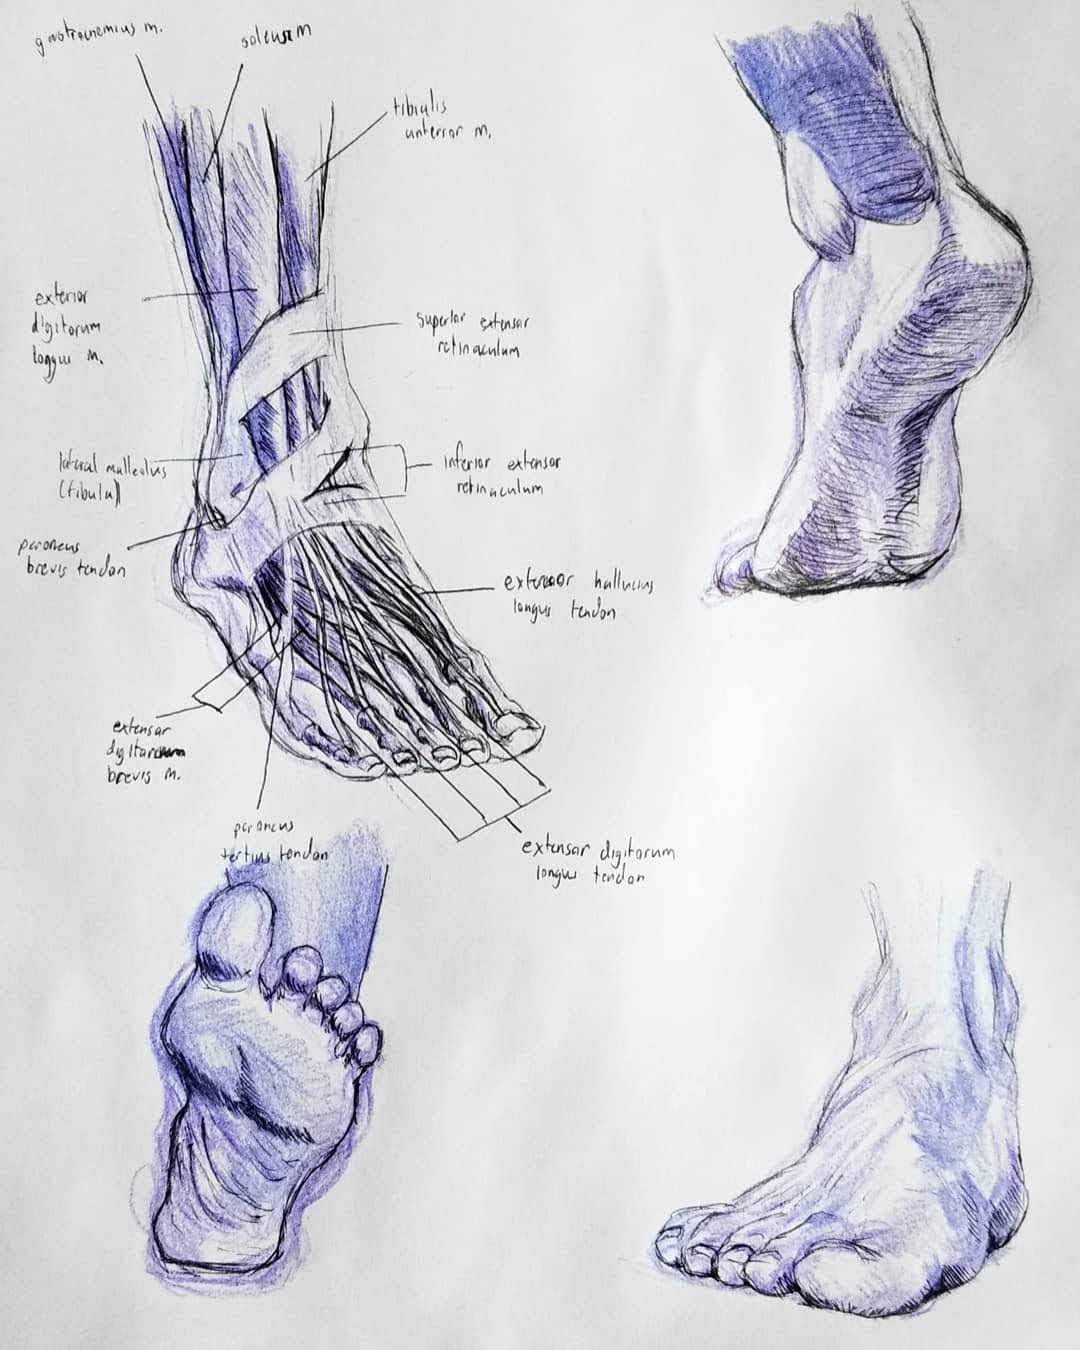 gastrocnemius m.
soleus m
tibialis
anterior m.
exterior
digitorum
longus m.
superior extensor
retinaculum
lateral malleolus
(fibula)
inferior extensor
retinaculum
peroneus
brevis tendon
extensor hallucius
longus tendon
extensor
digitorum
brevis m.
peroneus
tertius tendon
extensor digitorum
longus tendon